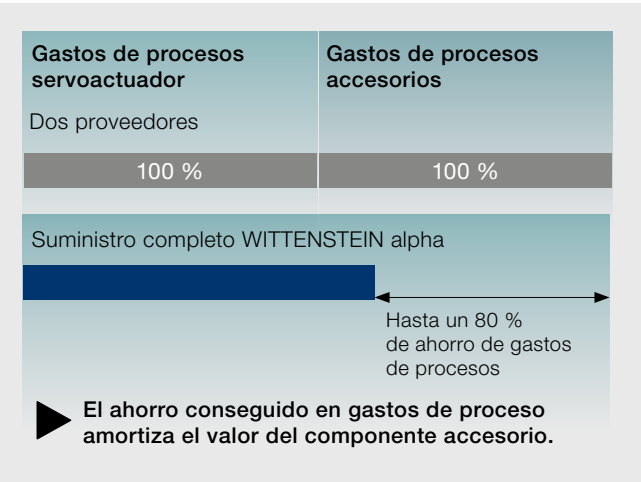 Gastos de procesos
servoactuador
Gastos de procesos
accesorios
Dos proveedores
100 %
100 %
Suministro completo WITTENSTEIN alpha
Hasta un 80 %
de ahorro de gastos
de procesos
El ahorro conseguido en gastos de proceso
amortiza el valor del componente accesorio.